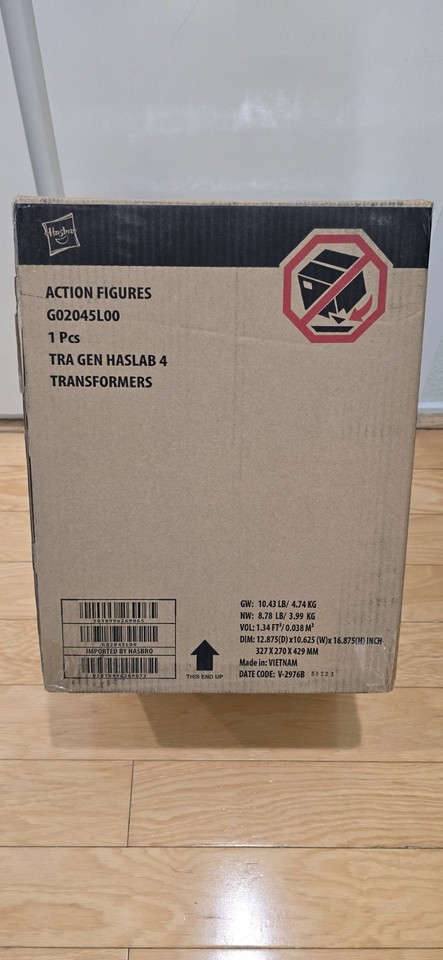 Hasbro
ACTION FIGURES
G02045L00
1 Pcs
TRA GEN HASLAB 4
TRANSFORMERS
G02045L00
IMPORTED BY HASBRO
THIS END UP
GW: 10.43 LB/ 4.74 KG
NW: 8.78 LB/ 3.99 KG
VOL: 1.34 FT³/ 0.038 M³
DIM: 12.875(D) x10.625 (W)x 16.875(H) INCH
327 X 270 X 429 MM
Made in: VIETNAM
DATE CODE: V-2976B